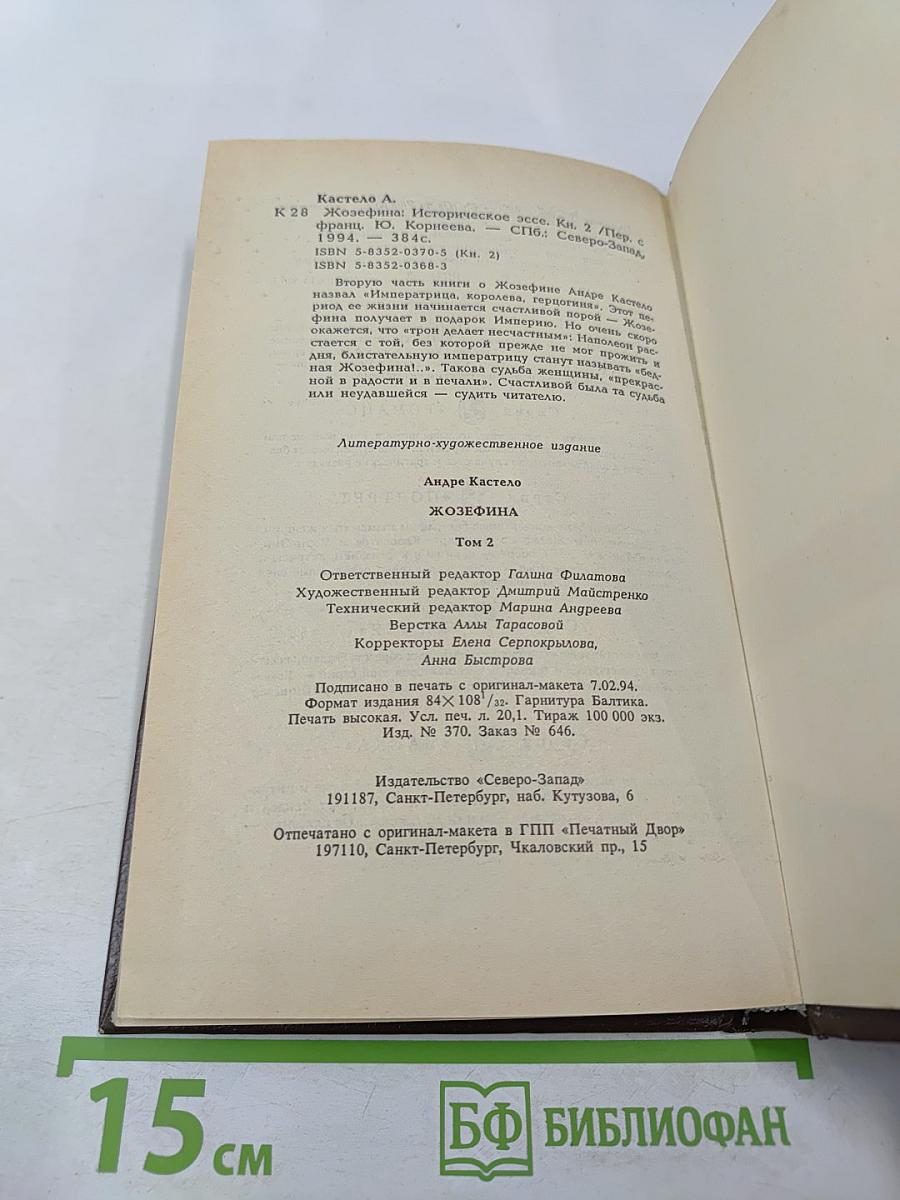 Кастело А.
К 28 Жозефина: Историческое эссе. Кн. 2 /Пер. с
франц. Ю. Корнеева. — СПб.: Северо-Запад,
1994. — 384с.
ISBN 5-8352-0370-5 (Кн. 2)
ISBN 5-8352-0368-3
Вторую часть книги о Жозефине Андре Кастело
назвал «Императрица, королева, герцогиня». Этот пе-
риод ее жизни начинается счастливой порой — Жозе-
фина получает в подарок Империю. Но очень скоро
окажется, что «трон делает несчастным»: Наполеон рас-
стается с той, без которой прежде не мог прожить и
дня, блистательную императрицу станут называть «бед-
ная Жозефина!..». Такова судьба женщины, «прекрас-
ной в радости и в печали». Счастливой была та судьба
или неудавшейся — судить читателю.
Литературно-художественное издание
Андре Кастело
ЖОЗЕФИНА
Том 2
Ответственный редактор Галина Филатова
Художественный редактор Дмитрий Майстренко
Технический редактор Марина Андреева
Верстка Аллы Тарасовой
Корректоры Елена Серпокрылова,
Анна Быстрова
Подписано в печать с оригинал-макета 7.02.94.
Формат издания 84×108¹/₃₂. Гарнитура Балтика.
Печать высокая. Усл. печ. л. 20,1. Тираж 100 000 экз.
Изд. № 370. Заказ № 646.
Издательство «Северо-Запад»
191187, Санкт-Петербург, наб. Кутузова, 6
Отпечатано с оригинал-макета в ГПП «Печатный Двор»
197110, Санкт-Петербург, Чкаловский пр., 15
15 см БФ БИБЛИОФАН